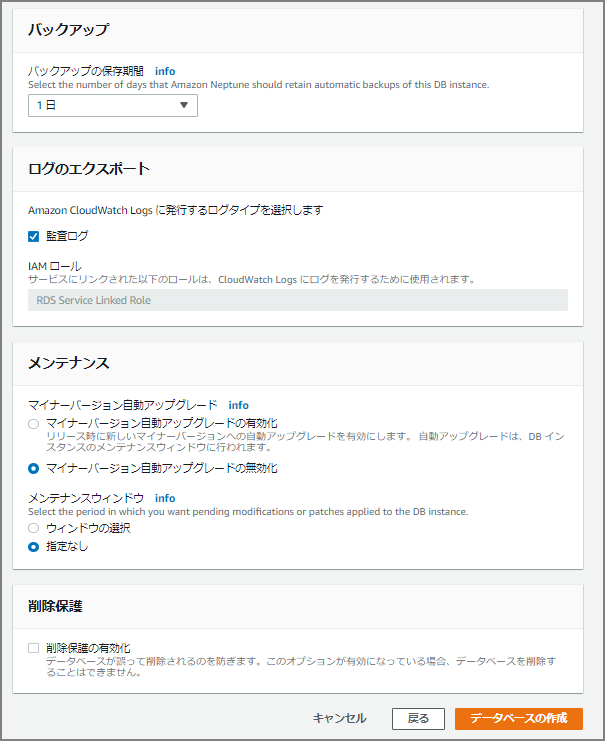 バックアップ
バックアップの保存期間 info
Select the number of days that Amazon Neptune should retain automatic backups of this DB instance.
1 日
ログのエクスポート
Amazon CloudWatch Logs に発行するログタイプを選択します
監査ログ
IAM ロール
サービスにリンクされた以下のロールは、CloudWatch Logs にログを発行するために使用されます。
RDS Service Linked Role
メンテナンス
マイナーバージョン自動アップグレード info
マイナーバージョン自動アップグレードの有効化
リリース時に新しいマイナーバージョンへの自動アップグレードを有効にします。 自動アップグレードは、DB イン
スタンスのメンテナンスウィンドウに行われます。
マイナーバージョン自動アップグレードの無効化
メンテナンスウィンドウ info
Select the period in which you want pending modifications or patches applied to the DB instance.
ウィンドウの選択
指定なし
削除保護
削除保護の有効化
データベースが誤って削除されるのを防ぎます。このオプションが有効になっている場合、データベースを削除す
ることはできません。
キャンセル 戻る データベースの作成